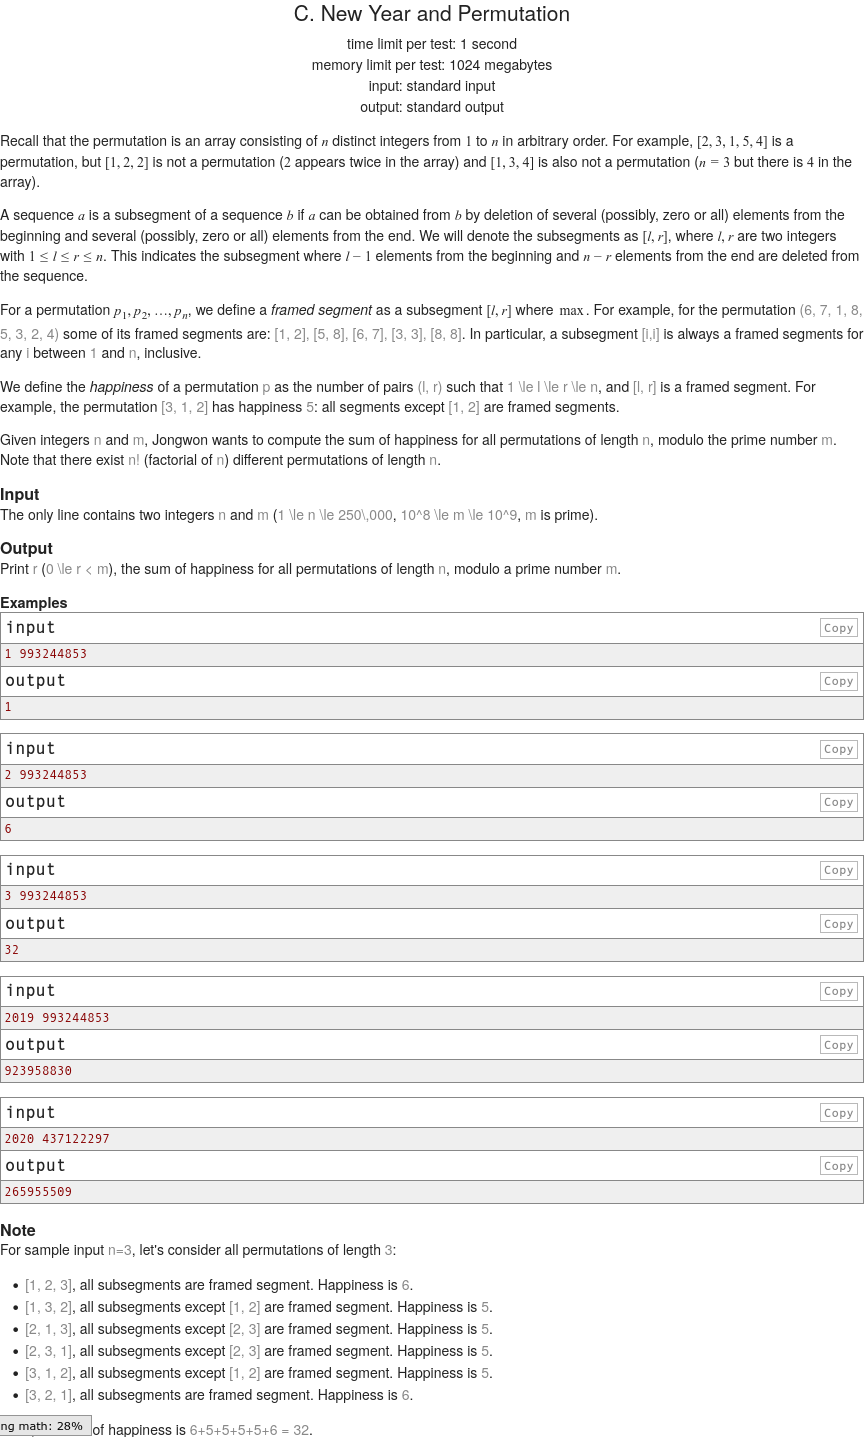 C. New Year and Permutation
time limit per test: 1 second
memory limit per test: 1024 megabytes
input: standard input
output: standard output
Recall that the permutation is an array consisting of n distinct integers from 1 to n in arbitrary order. For example, [2, 3, 1, 5, 4] is a
permutation, but [1, 2, 2] is not a permutation (2 appears twice in the array) and [1, 3, 4] is also not a permutation (n = 3 but there is 4 in the
array).
A sequence a is a subsegment of a sequence b if a can be obtained from b by deletion of several (possibly, zero or all) elements from the
beginning and several (possibly, zero or all) elements from the end. We will denote the subsegments as [l, r], where l, r are two integers
with 1 ≤ l ≤ r ≤ n. This indicates the subsegment where l − 1 elements from the beginning and n − r elements from the end are deleted from
the sequence.
For a permutation p₁, p₂, …, pₙ, we define a framed segment as a subsegment [l, r] where max . For example, for the permutation (6, 7, 1, 8,
5, 3, 2, 4) some of its framed segments are: [1, 2], [5, 8], [6, 7], [3, 3], [8, 8]. In particular, a subsegment [i,i] is always a framed segments for
any i between 1 and n, inclusive.
We define the happiness of a permutation p as the number of pairs (l, r) such that 1 \le l \le r \le n, and [l, r] is a framed segment. For
example, the permutation [3, 1, 2] has happiness 5: all segments except [1, 2] are framed segments.
Given integers n and m, Jongwon wants to compute the sum of happiness for all permutations of length n, modulo the prime number m.
Note that there exist n! (factorial of n) different permutations of length n.
Input
The only line contains two integers n and m (1 \le n \le 250\,000, 10^8 \le m \le 10^9, m is prime).
Output
Print r (0 \le r < m), the sum of happiness for all permutations of length n, modulo a prime number m.
Examples
input Copy
1 993244853
output Copy
1
input Copy
2 993244853
output Copy
6
input Copy
3 993244853
output Copy
32
input Copy
2019 993244853
output Copy
923958830
input Copy
2020 437122297
output Copy
265955509
Note
For sample input n=3, let's consider all permutations of length 3:
• [1, 2, 3], all subsegments are framed segment. Happiness is 6.
• [1, 3, 2], all subsegments except [1, 2] are framed segment. Happiness is 5.
• [2, 1, 3], all subsegments except [2, 3] are framed segment. Happiness is 5.
• [2, 3, 1], all subsegments except [2, 3] are framed segment. Happiness is 5.
• [3, 1, 2], all subsegments except [1, 2] are framed segment. Happiness is 5.
• [3, 2, 1], all subsegments are framed segment. Happiness is 6.
ng math: 28% of happiness is 6+5+5+5+5+6 = 32.